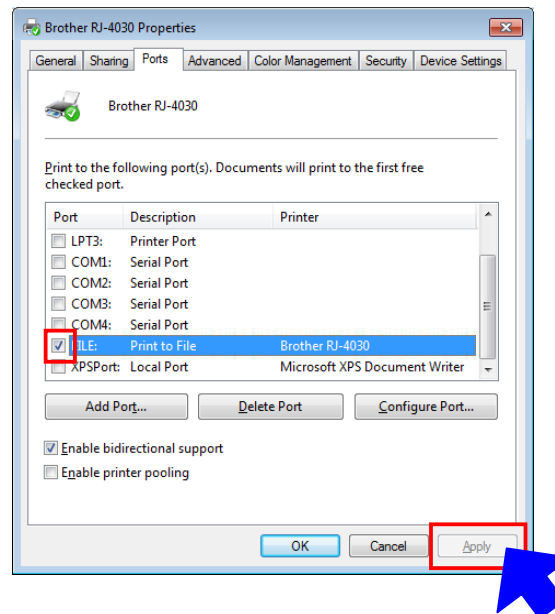 Brother RJ-4030 Properties
General Sharing Ports Advanced Color Management Security Device Settings
Brother RJ-4030
Print to the following port(s). Documents will print to the first free
checked port.
Port Description Printer
LPT3: Printer Port
COM1: Serial Port
COM2: Serial Port
COM3: Serial Port
COM4: Serial Port
FILE: Print to File Brother RJ-4030
XPSPort: Local Port Microsoft XPS Document Writer
Add Port... Delete Port Configure Port...
Enable bidirectional support
Enable printer pooling
OK Cancel Apply